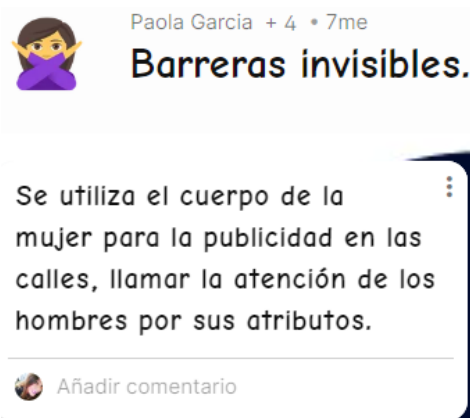 Paola Garcia + 4 • 7me
Barreras invisibles.
Se utiliza el cuerpo de la
mujer para la publicidad en las
calles, llamar la atención de los
hombres por sus atributos.
Añadir comentario